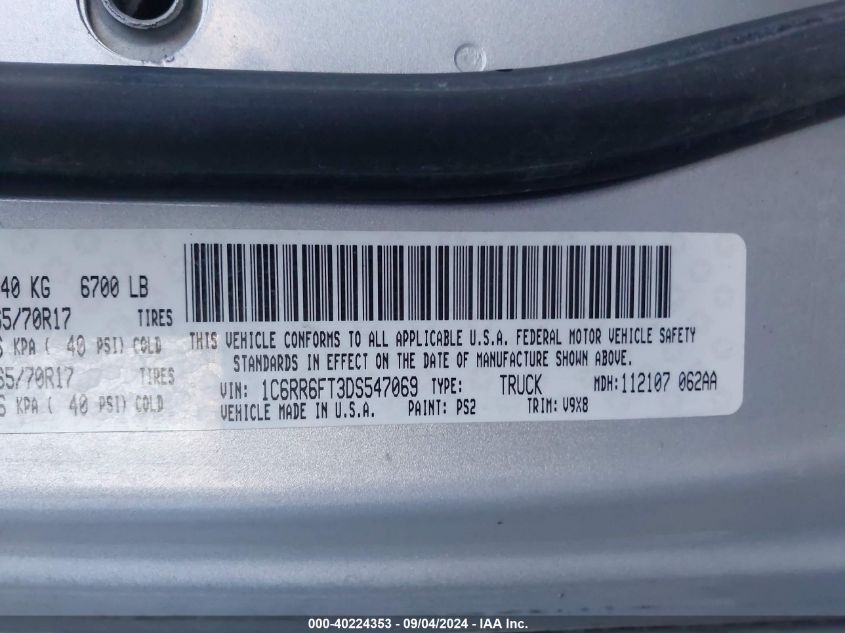 40 KG 6700 LB
65/70R17 TIRES
KPA ( 40 PSI) COLD
65/70R17 TIRES
KPA ( 40 PSI) COLD
THIS VEHICLE CONFORMS TO ALL APPLICABLE U.S.A. FEDERAL MOTOR VEHICLE SAFETY
STANDARDS IN EFFECT ON THE DATE OF MANUFACTURE SHOWN ABOVE.
VIN: 1C6RR6FT3DS547069 TYPE: TRUCK MDH:112107 062AA
VEHICLE MADE IN U.S.A. PAINT: PS2 TRIM: V9X8
000-40224353 - 09/04/2024 - IAA Inc.